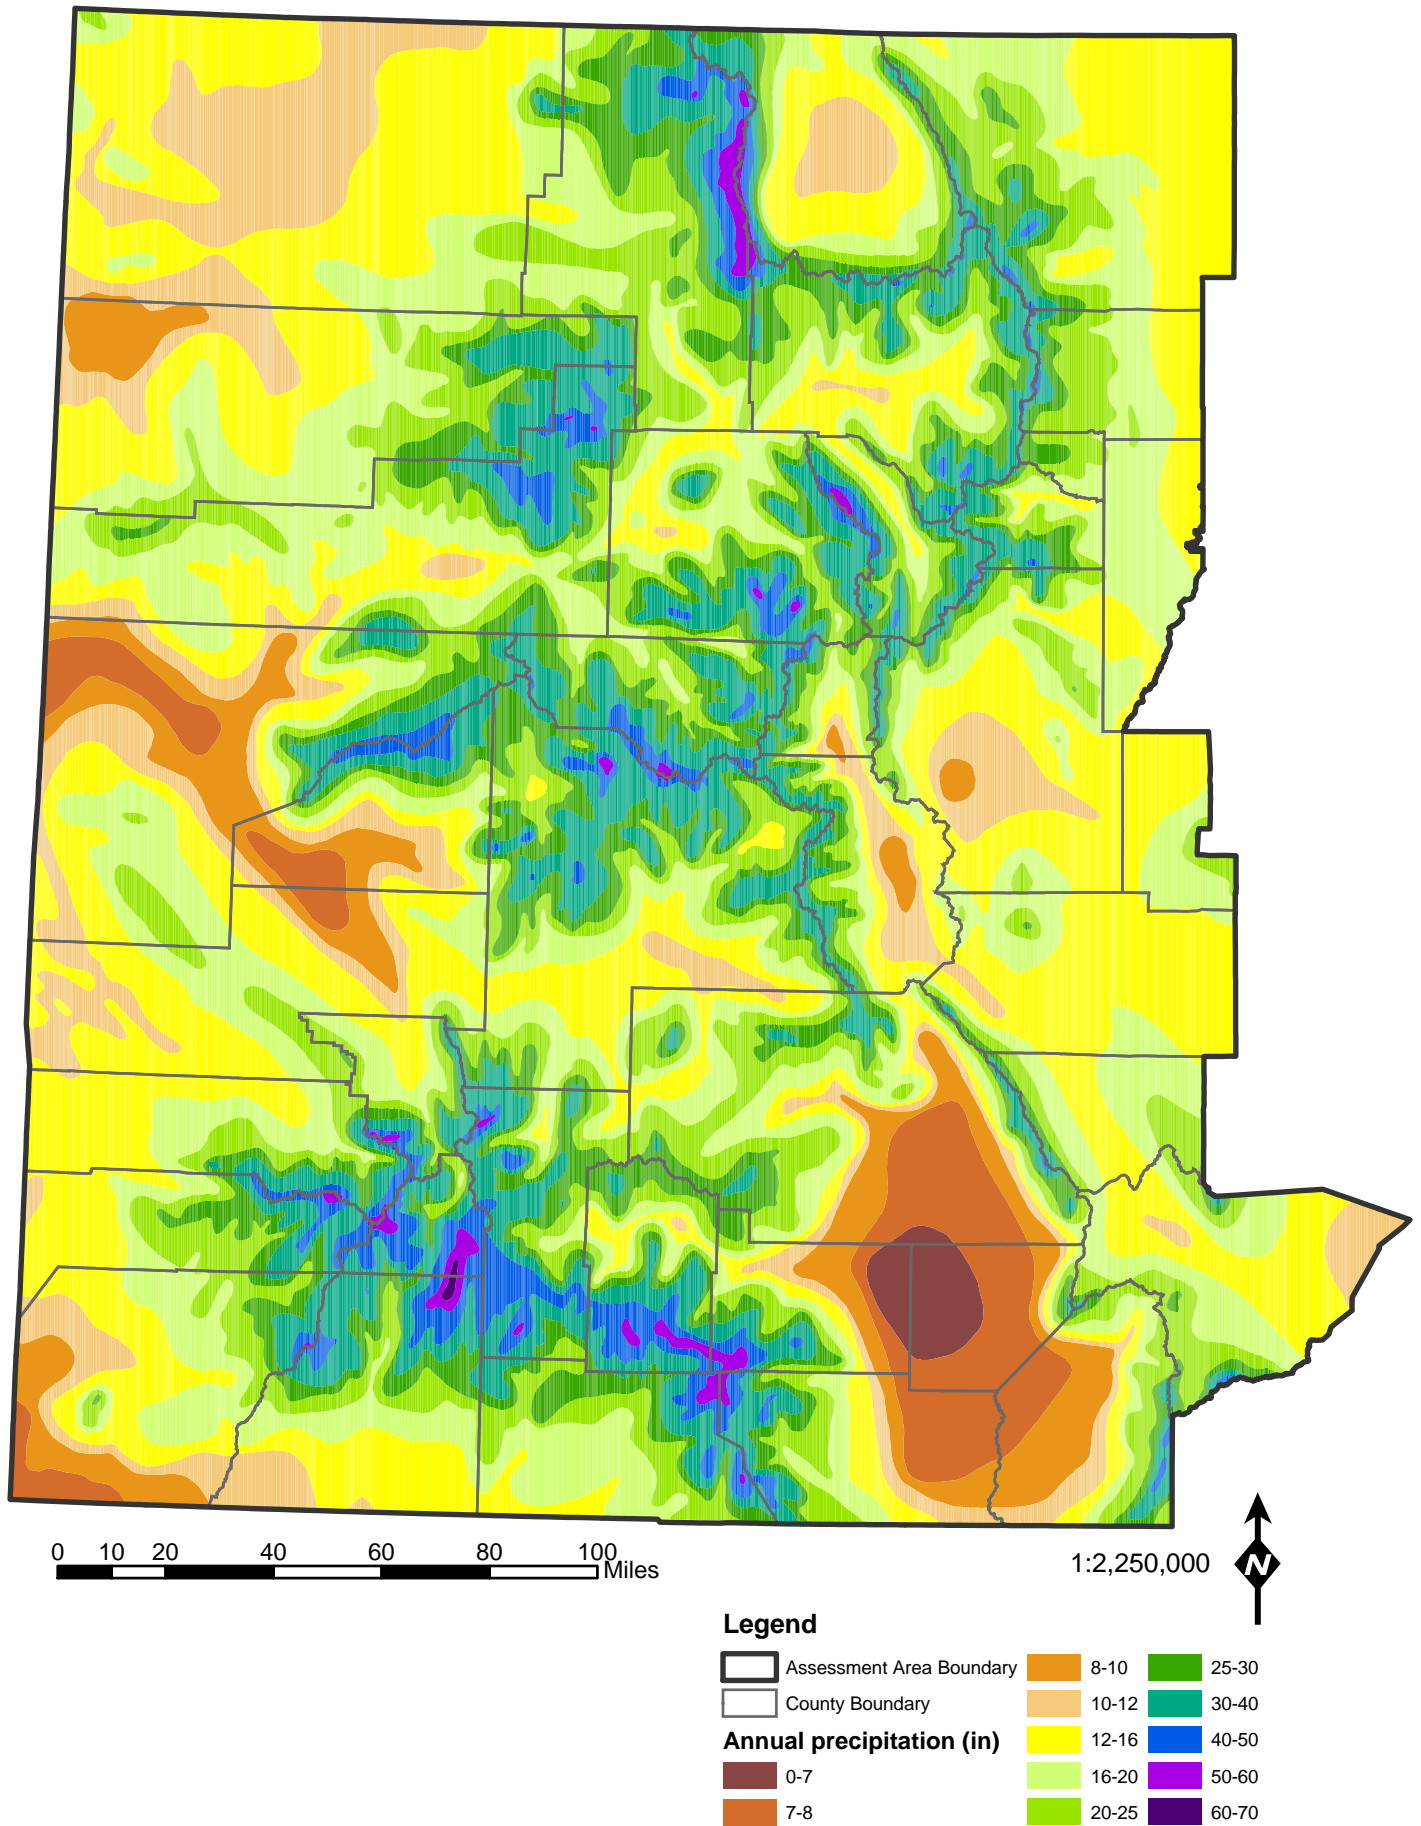 0 10 20 40 60 80 100
Miles
1:2,250,000
N
Legend
Assessment Area Boundary
County Boundary
Annual precipitation (in)
0-7
7-8
8-10
10-12
12-16
16-20
20-25
25-30
30-40
40-50
50-60
60-70